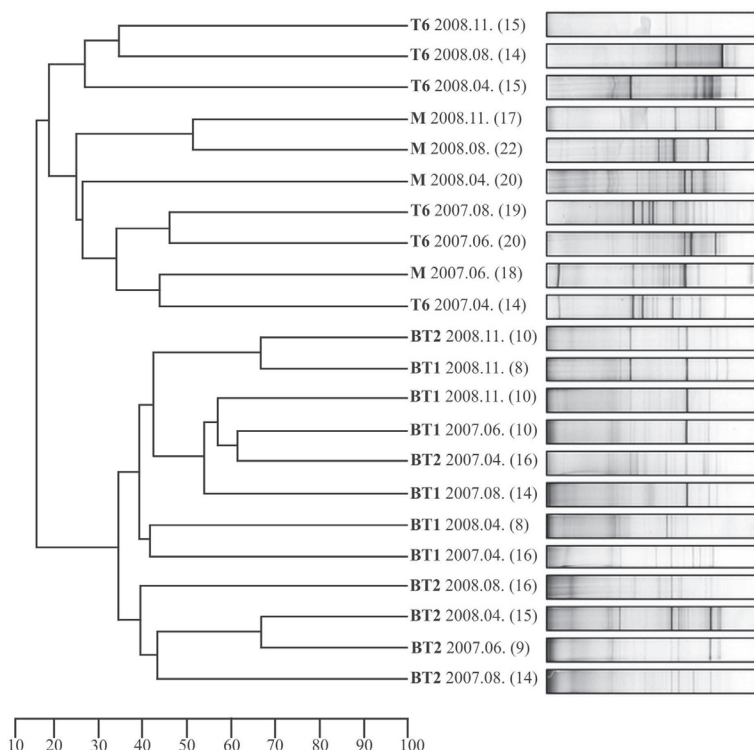 T6 2008.11. (15)
T6 2008.08. (14)
T6 2008.04. (15)
M 2008.11. (17)
M 2008.08. (22)
M 2008.04. (20)
T6 2007.08. (19)
T6 2007.06. (20)
M 2007.06. (18)
T6 2007.04. (14)
BT2 2008.11. (10)
BT1 2008.11. (8)
BT1 2008.11. (10)
BT1 2007.06. (10)
BT2 2007.04. (16)
BT1 2007.08. (14)
BT1 2008.04. (8)
BT1 2007.04. (16)
BT2 2008.08. (16)
BT2 2008.04. (15)
BT2 2007.06. (9)
BT2 2007.08. (14)
10 20 30 40 50 60 70 80 90 100